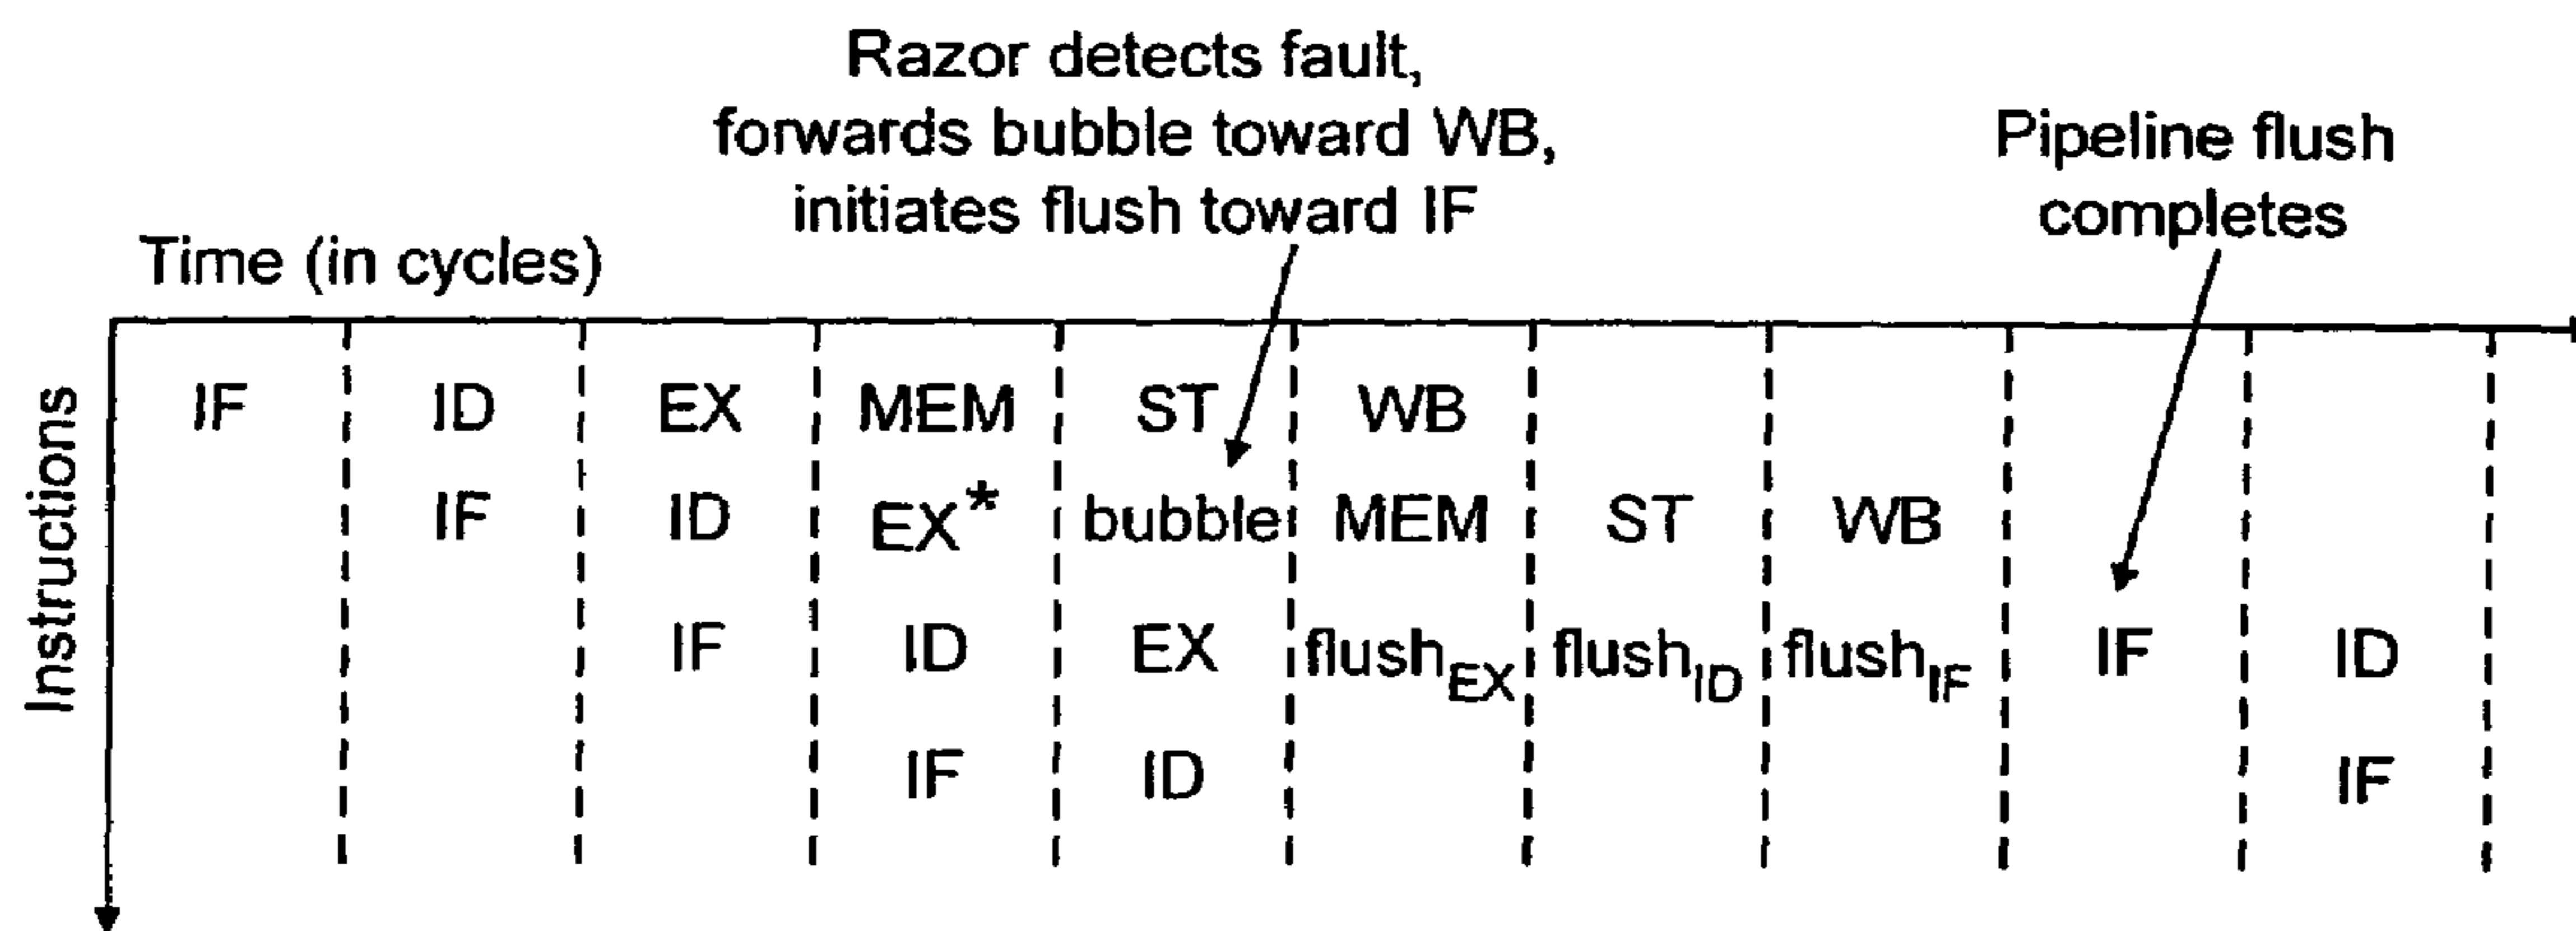 Razor detects fault,
forwards bubble toward WB,
initiates flush toward IF
Pipeline flush
completes
Time (in cycles)
Instructions
IF ID EX MEM ST WB
IF ID EX* bubble MEM ST WB
IF ID EX flushEX flushID flushIF IF ID
IF ID IF